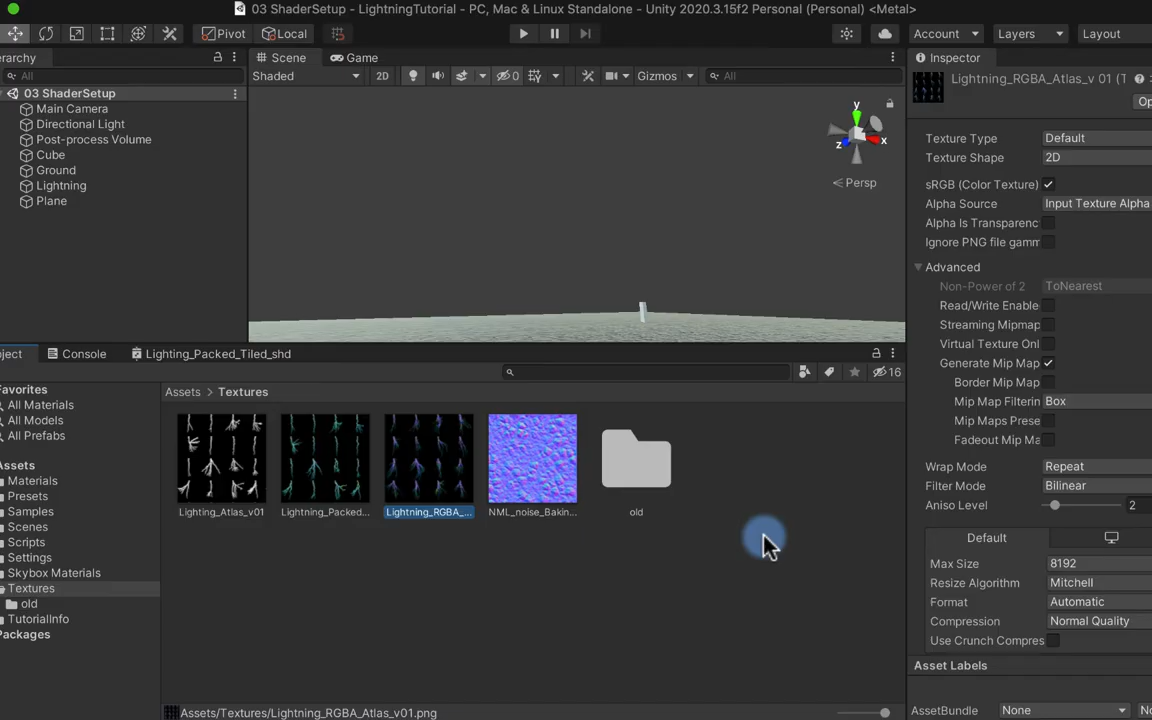 03 ShaderSetup - LightningTutorial - PC, Mac & Linux Standalone - Unity 2020.3.15f2 Personal (Personal) <Metal>
Pivot Local Account Layers Layout
erarchy Scene Game Inspector
All Shaded 2D 0 Gizmos All
Lightning_RGBA_Atlas_v 01 (T
Op
03 ShaderSetup
Main Camera
Directional Light
Post-process Volume
Cube
Ground
Lightning
Plane
y
x
z
Persp
Texture Type Default
Texture Shape 2D
sRGB (Color Texture)
Alpha Source Input Texture Alpha
Alpha Is Transparenc
Ignore PNG file gamm
Advanced
Non-Power of 2 ToNearest
Read/Write Enable
Streaming Mipmap
Virtual Texture Onl
Generate Mip Map
Border Mip Map
Mip Map Filterin Box
Mip Maps Prese
Fadeout Mip Ma
Wrap Mode Repeat
Filter Mode Bilinear
Aniso Level 2
Default
Max Size 8192
Resize Algorithm Mitchell
Format Automatic
Compression Normal Quality
Use Crunch Compres
Asset Labels
AssetBundle None No
oject Console Lighting_Packed_Tiled_shd
16
Favorites
All Materials
All Models
All Prefabs
Assets
Materials
Presets
Samples
Scenes
Scripts
Settings
Skybox Materials
Textures
old
TutorialInfo
Packages
Assets > Textures
Lighting_Atlas_v01 Lightning_Packed... Lightning_RGBA_... NML_noise_Bakin... old
Assets/Textures/Lightning_RGBA_Atlas_v01.png